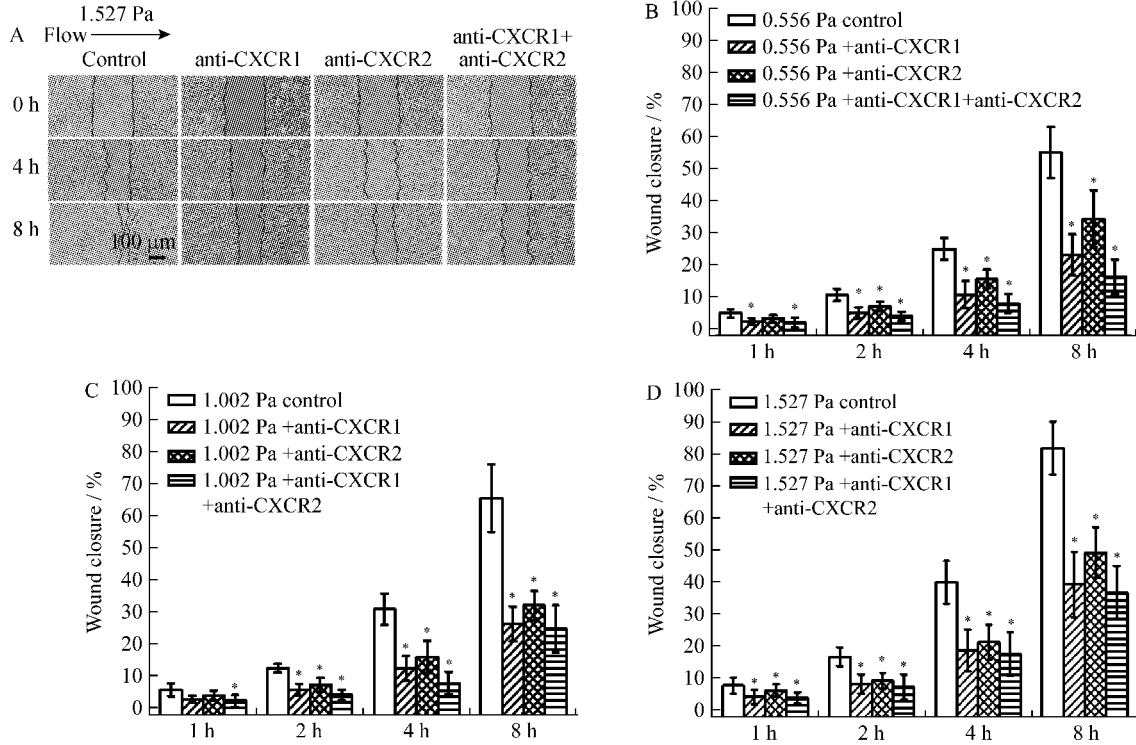 A
1.527 Pa
Flow
Control
anti-CXCR1
anti-CXCR2
anti-CXCR1+
anti-CXCR2
0 h
4 h
8 h
100 μm
B
0.556 Pa control
0.556 Pa +anti-CXCR1
0.556 Pa +anti-CXCR2
0.556 Pa +anti-CXCR1+anti-CXCR2
Wound closure / %
100
90
80
70
60
50
40
30
20
10
0
* * * * * * * * * * *
1 h 2 h 4 h 8 h
C
1.002 Pa control
1.002 Pa +anti-CXCR1
1.002 Pa +anti-CXCR2
1.002 Pa +anti-CXCR1
+anti-CXCR2
Wound closure / %
100
90
80
70
60
50
40
30
20
10
0
* * * * * * * * * *
1 h 2 h 4 h 8 h
D
1.527 Pa control
1.527 Pa +anti-CXCR1
1.527 Pa +anti-CXCR2
1.527 Pa +anti-CXCR1
+anti-CXCR2
Wound closure / %
100
90
80
70
60
50
40
30
20
10
0
* * * * * * * * * * * *
1 h 2 h 4 h 8 h